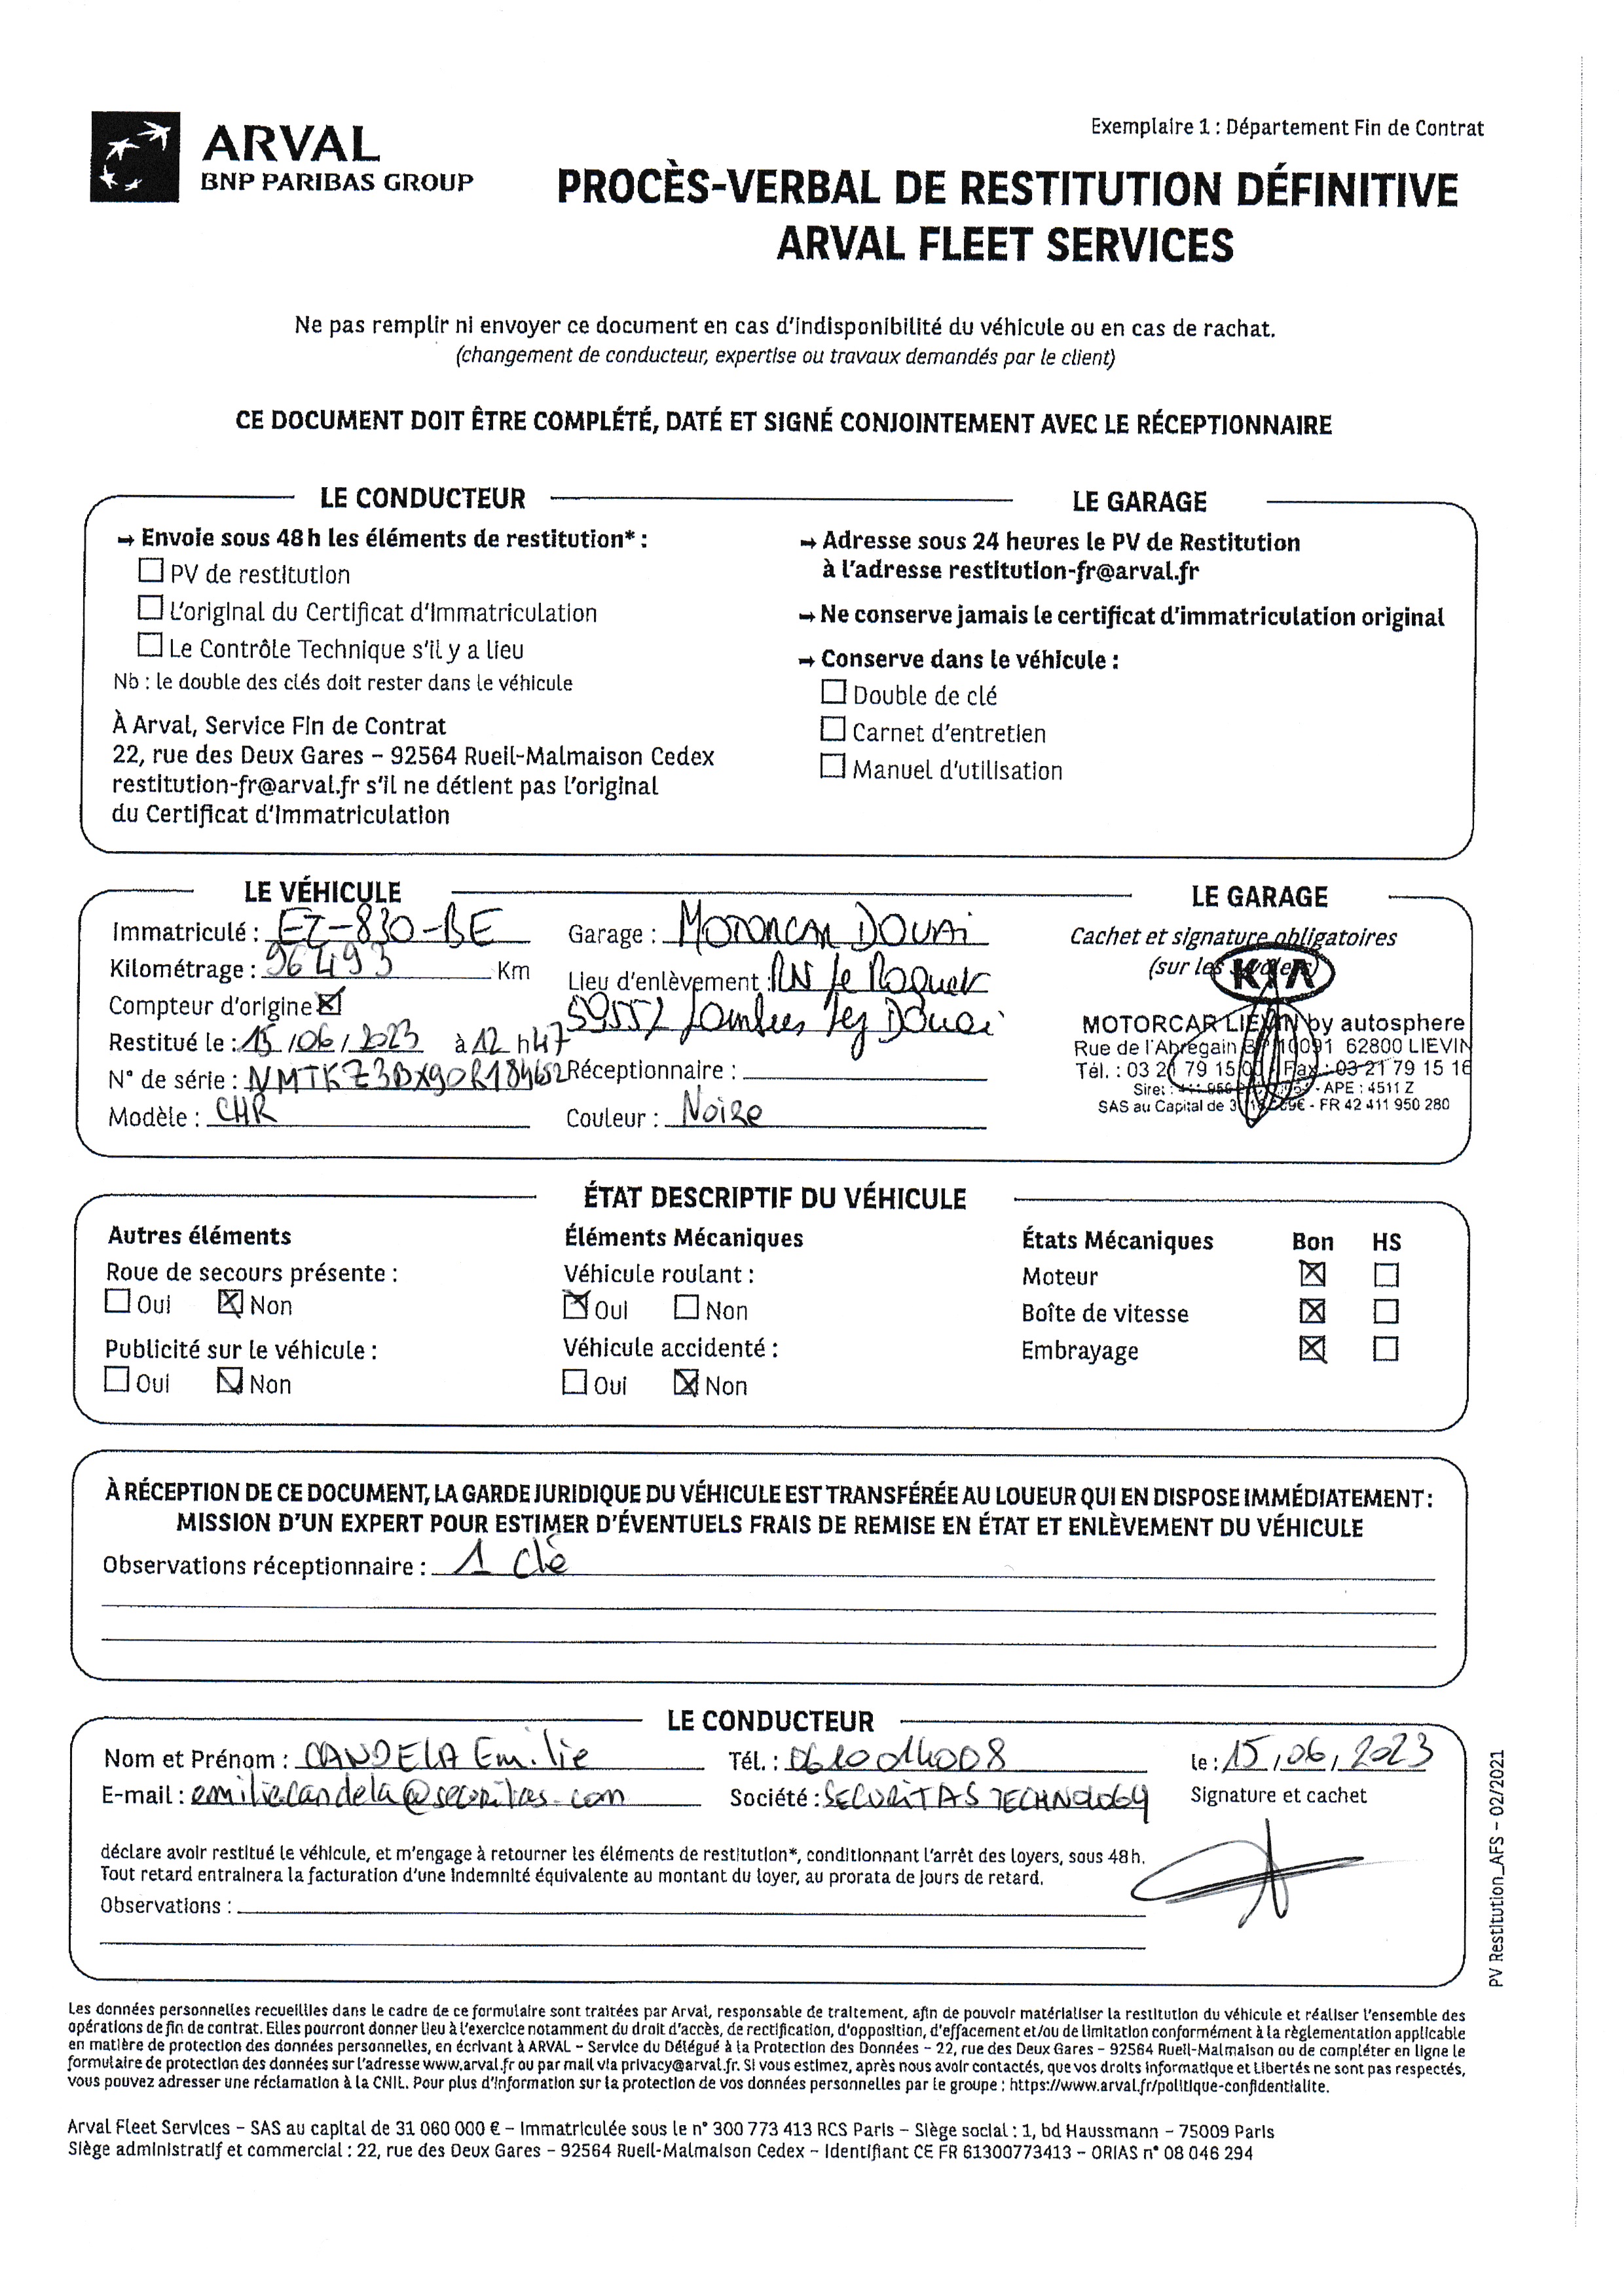 Exemplaire 1 : Département Fin de Contrat
ARVAL
BNP PARIBAS GROUP
PROCÈS-VERBAL DE RESTITUTION DÉFINITIVE
ARVAL FLEET SERVICES
Ne pas remplir ni envoyer ce document en cas d'indisponibilité du véhicule ou en cas de rachat.
(changement de conducteur, expertise ou travaux demandés par le client)
CE DOCUMENT DOIT ÊTRE COMPLÉTÉ, DATÉ ET SIGNÉ CONJOINTEMENT AVEC LE RÉCEPTIONNAIRE
LE CONDUCTEUR
→ Envoie sous 48 h les éléments de restitution* :
PV de restitution
L'original du Certificat d'Immatriculation
Le Contrôle Technique s'il y a lieu
Nb : le double des clés doit rester dans le véhicule
À Arval, Service Fin de Contrat
22, rue des Deux Gares – 92564 Rueil-Malmaison Cedex
restitution-fr@arval.fr s'il ne détient pas l'original
du Certificat d'Immatriculation
LE GARAGE
→ Adresse sous 24 heures le PV de Restitution
à l'adresse restitution-fr@arval.fr
→ Ne conserve jamais le certificat d'immatriculation original
→ Conserve dans le véhicule :
Double de clé
Carnet d'entretien
Manuel d'utilisation
LE VÉHICULE
Immatriculé : EZ-830-BE
Kilométrage : 96 493 Km
Compteur d'origine
Restitué le : 15/06/2023 à 12 h 47
N° de série : NMTKZ3BX90R184652
Modèle : CHR
Garage : MOTORCAR DOUAI
Lieu d'enlèvement : RN le Raquet
59552 Lambres lez Douai
Réceptionnaire :
Couleur : Noire
LE GARAGE
Cachet et signature obligatoires
(sur les
KIA
MOTORCAR LIEVIN by autosphere
Rue de l'Abrégain BP 10091 62800 LIEVIN
Tél. : 03 21 79 15 00 Fax : 03 21 79 15 16
Siret : - APE : 4511 Z
SAS au Capital de - FR 42 411 950 280
ÉTAT DESCRIPTIF DU VÉHICULE
Autres éléments
Roue de secours présente :
Oui Non
Publicité sur le véhicule :
Oui Non
Éléments Mécaniques
Véhicule roulant :
Oui Non
Véhicule accidenté :
Oui Non
États Mécaniques Bon HS
Moteur
Boîte de vitesse
Embrayage
À RÉCEPTION DE CE DOCUMENT, LA GARDE JURIDIQUE DU VÉHICULE EST TRANSFÉRÉE AU LOUEUR QUI EN DISPOSE IMMÉDIATEMENT :
MISSION D'UN EXPERT POUR ESTIMER D'ÉVENTUELS FRAIS DE REMISE EN ÉTAT ET ENLÈVEMENT DU VÉHICULE
Observations réceptionnaire : 1 clé
LE CONDUCTEUR
Nom et Prénom : CANDELA Emilie
E-mail : emilie.candela@securitas.com
Tél. : 0610014008
Société : SECURITAS TECHNOLOGY
le : 15/06/2023
Signature et cachet
déclare avoir restitué le véhicule, et m'engage à retourner les éléments de restitution*, conditionnant l'arrêt des loyers, sous 48 h.
Tout retard entrainera la facturation d'une indemnité équivalente au montant du loyer, au prorata de jours de retard.
Observations :
PV Restitution_AFS – 02/2021
Les données personnelles recueillies dans le cadre de ce formulaire sont traitées par Arval, responsable de traitement, afin de pouvoir matérialiser la restitution du véhicule et réaliser l'ensemble des
opérations de fin de contrat. Elles pourront donner lieu à l'exercice notamment du droit d'accès, de rectification, d'opposition, d'effacement et/ou de limitation conformément à la règlementation applicable
en matière de protection des données personnelles, en écrivant à ARVAL – Service du Délégué à la Protection des Données – 22, rue des Deux Gares – 92564 Rueil-Malmaison ou de compléter en ligne le
formulaire de protection des données sur l'adresse www.arval.fr ou par mail via privacy@arval.fr. Si vous estimez, après nous avoir contactés, que vos droits Informatique et Libertés ne sont pas respectés,
vous pouvez adresser une réclamation à la CNIL. Pour plus d'information sur la protection de vos données personnelles par le groupe : https://www.arval.fr/politique-confidentialite.
Arval Fleet Services – SAS au capital de 31 060 000 € – Immatriculée sous le n° 300 773 413 RCS Paris – Siège social : 1, bd Haussmann – 75009 Paris
Siège administratif et commercial : 22, rue des Deux Gares – 92564 Rueil-Malmaison Cedex – Identifiant CE FR 61300773413 – ORIAS n° 08 046 294